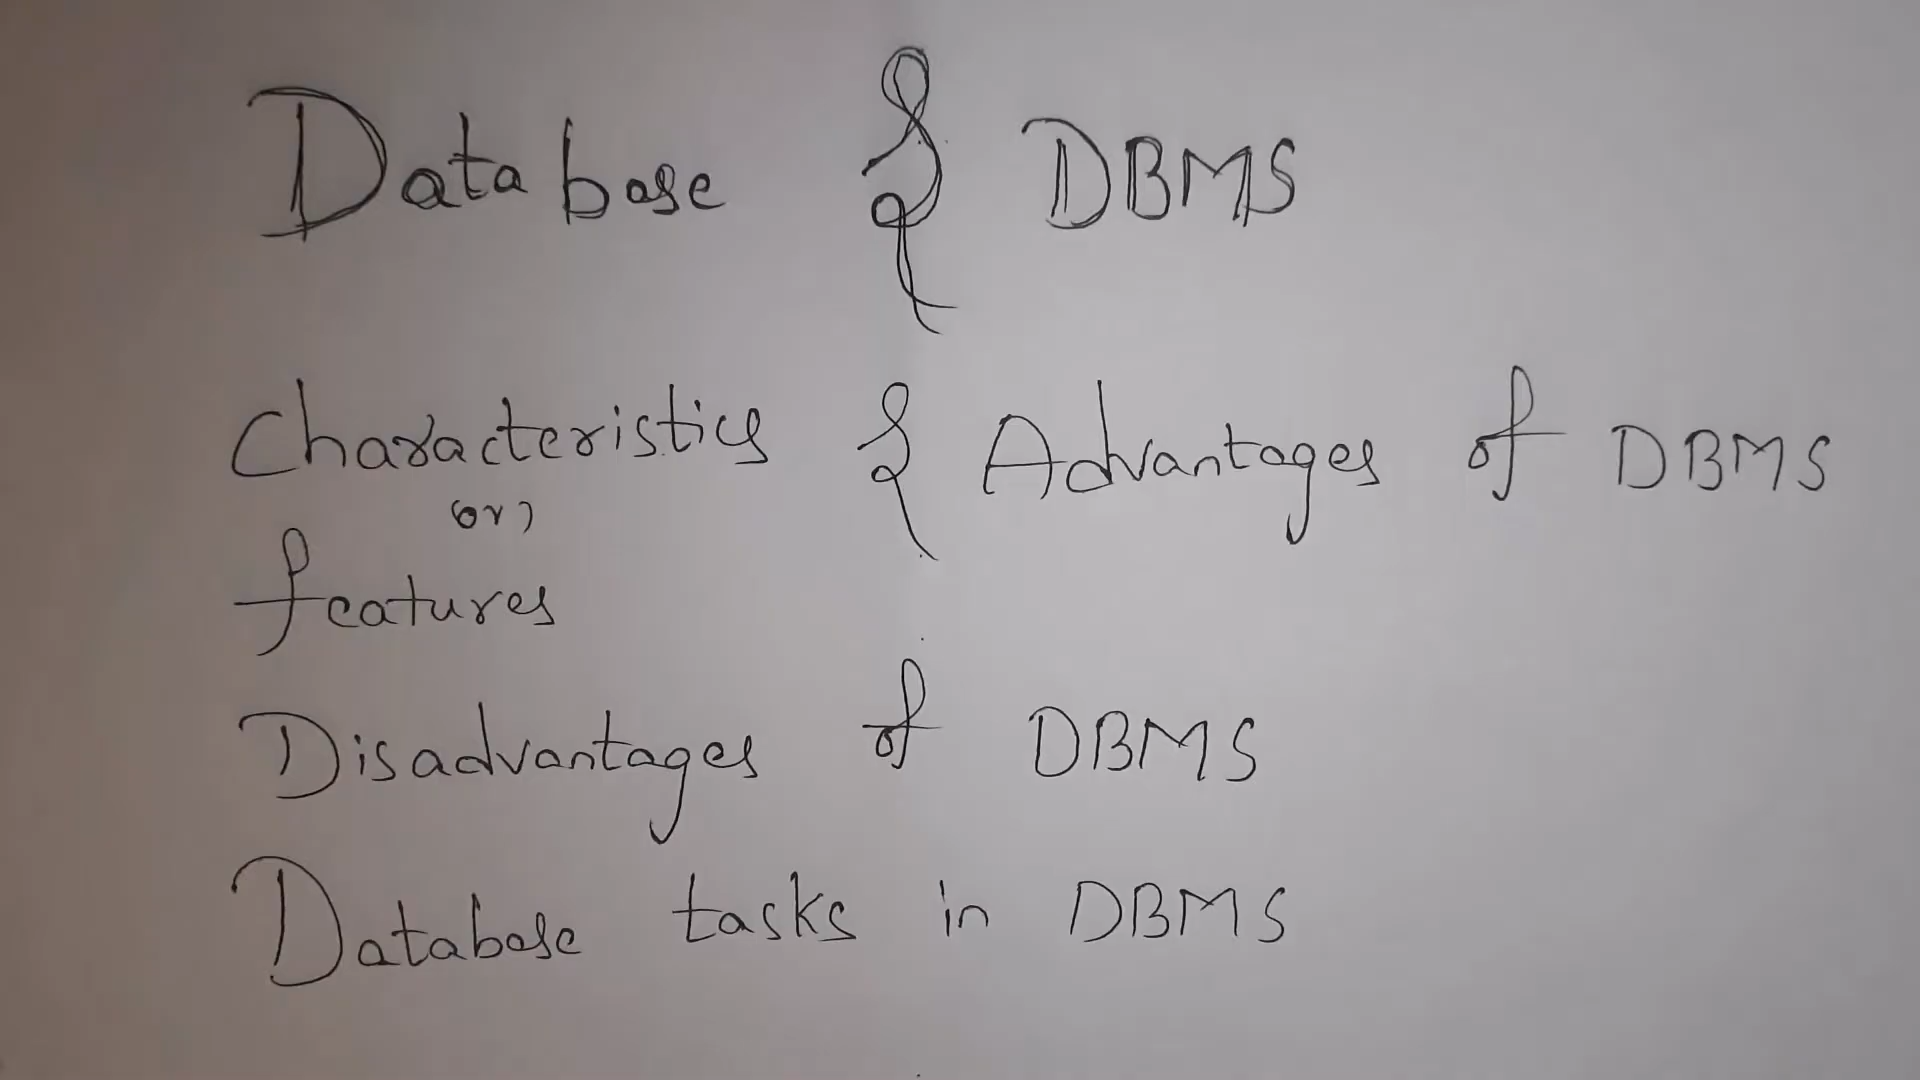 Database & DBMS
Characteristics & Advantages of DBMS
(or)
features
Disadvantages of DBMS
Database tasks in DBMS